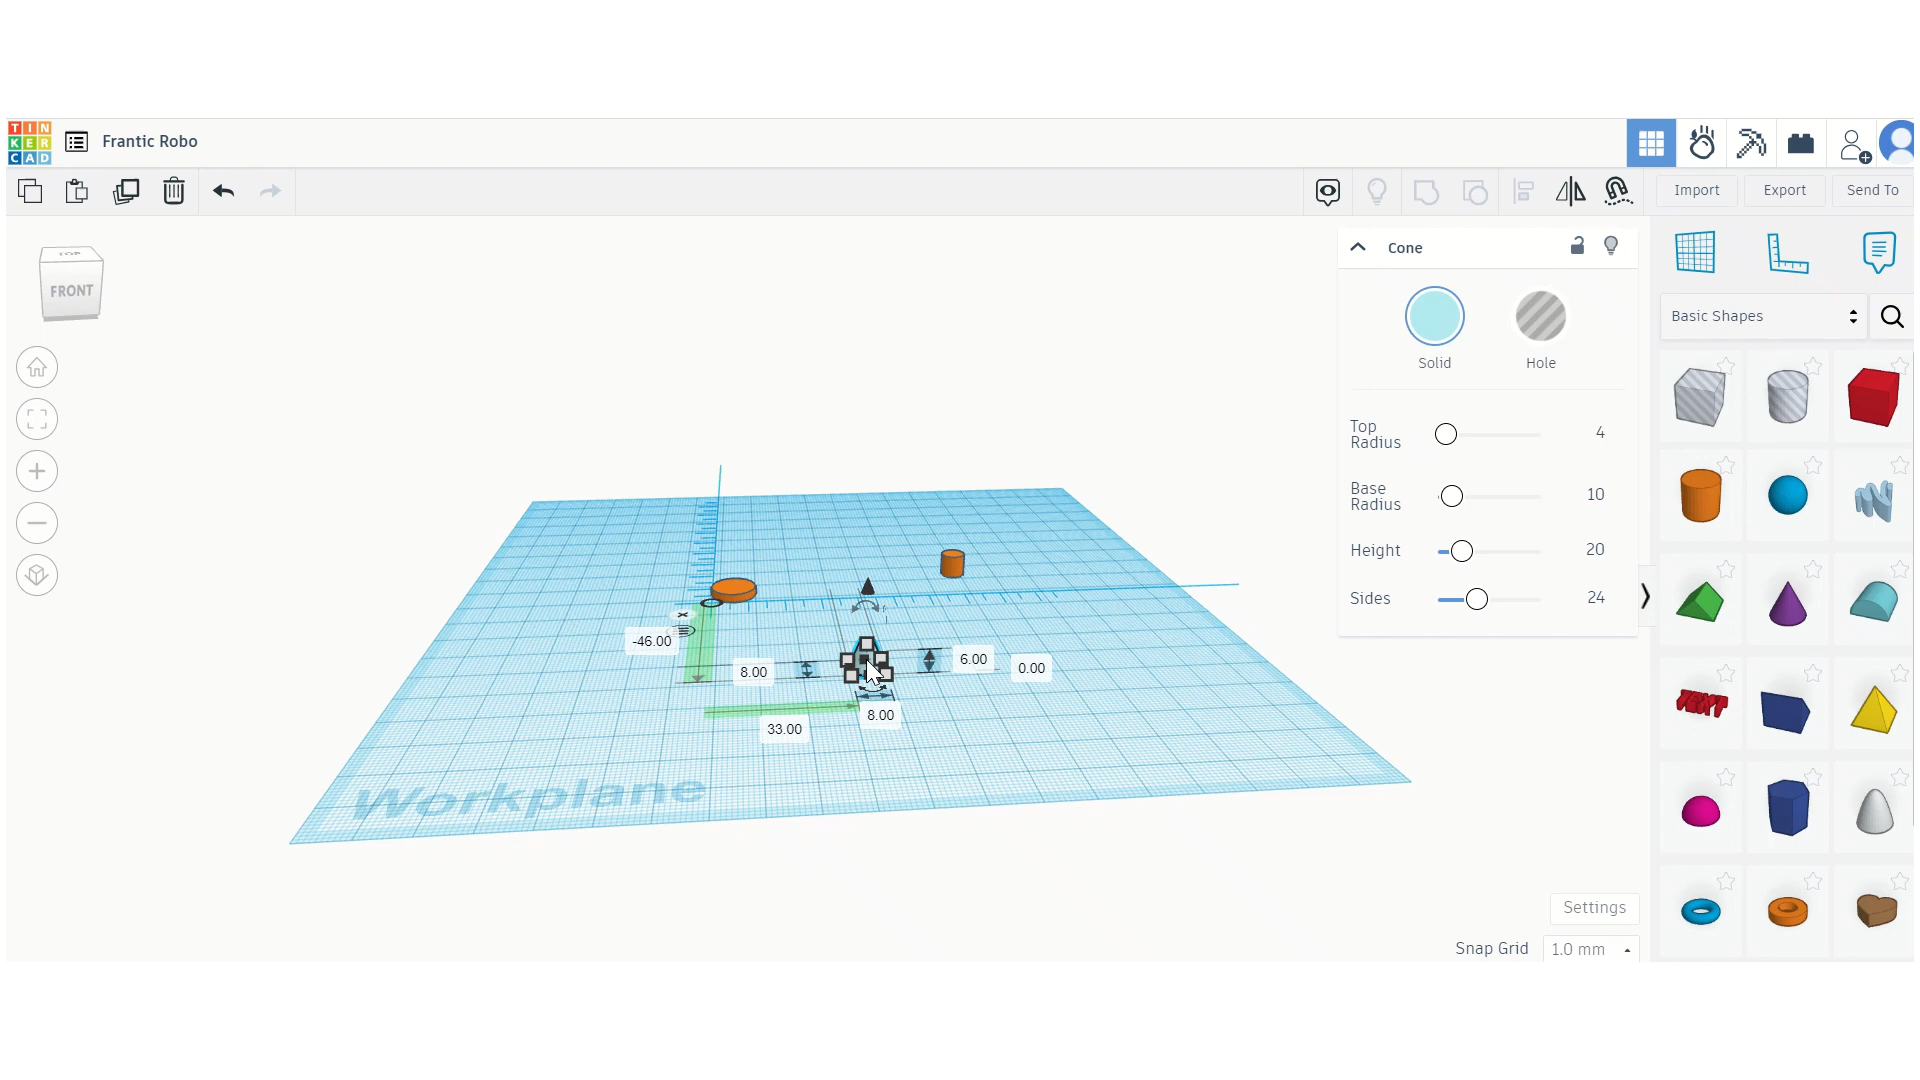 TIN
KER
CAD
Frantic Robo
Import
Export
Send To
TOP
FRONT
Cone
Solid
Hole
Top
Radius
4
Base
Radius
10
Height
20
Sides
24
Basic Shapes
TEXT
-46.00
8.00
6.00
0.00
33.00
8.00
Workplane
Settings
Snap Grid
1.0 mm